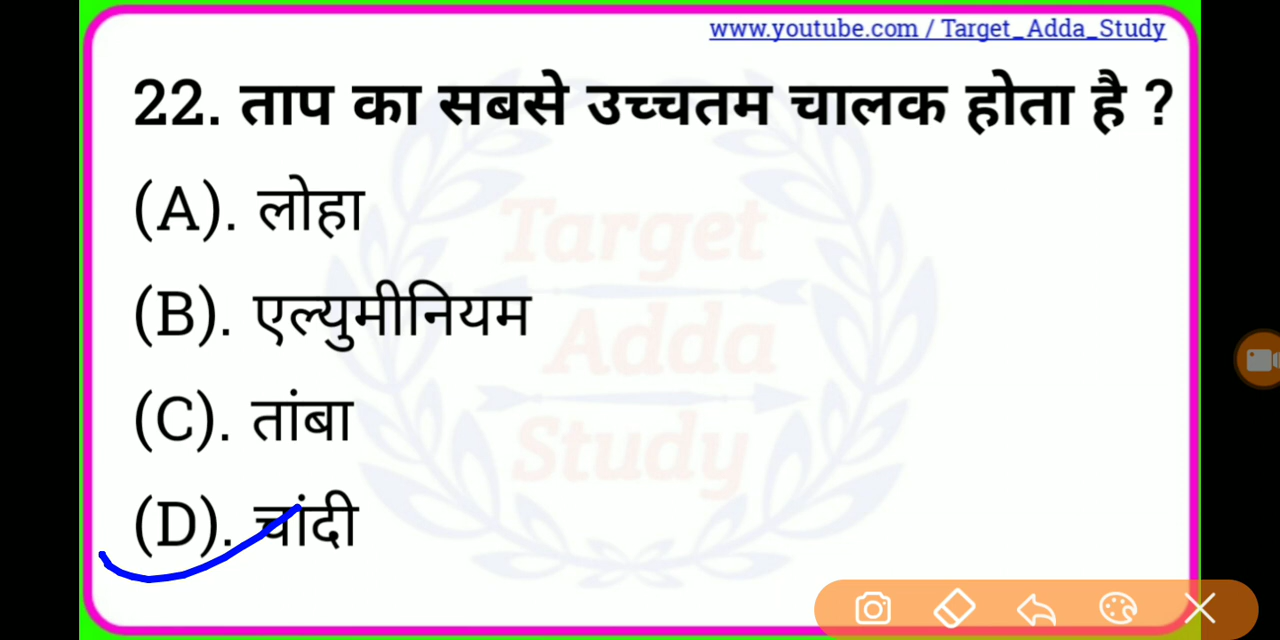 www.youtube.com / Target_Adda_Study
22. ताप का सबसे उच्चतम चालक होता है ?
(A). लोहा
(B). एल्युमीनियम
(C). तांबा
(D). चांदी
Target
Adda
Study